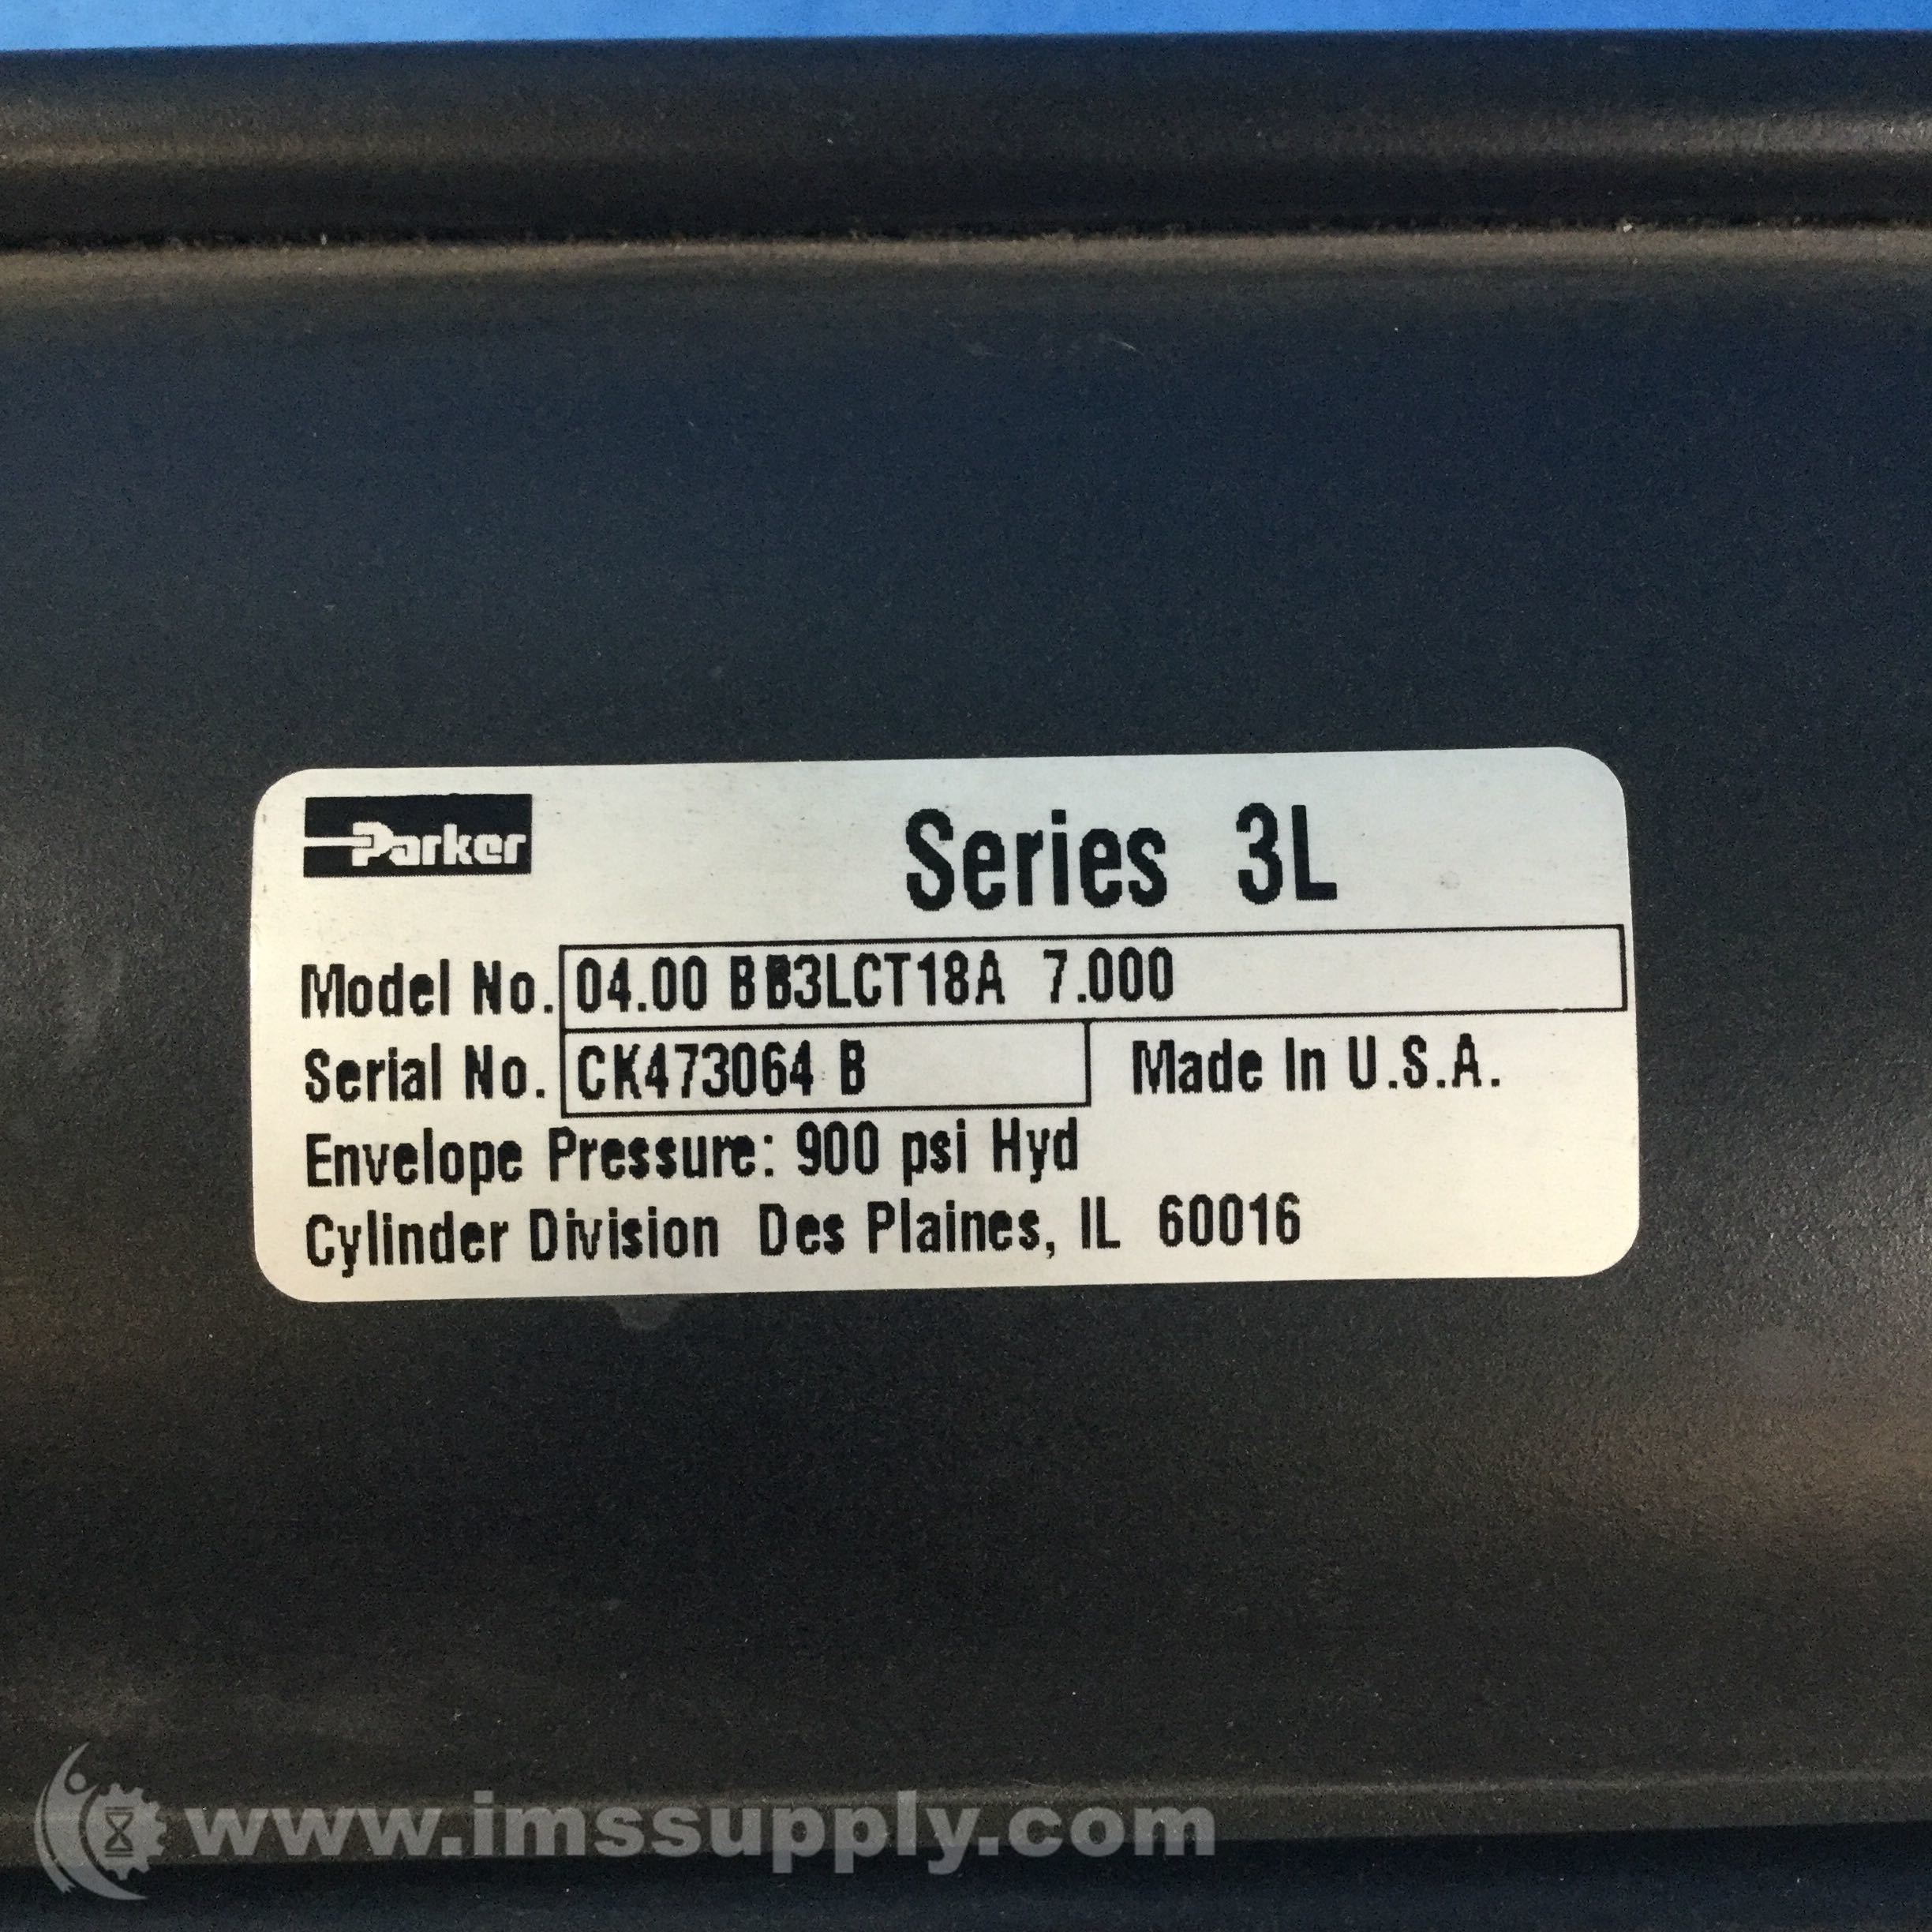 Parker
Series 3L
Model No. 04.00 BB3LCT18A 7.000
Serial No. CK473064 B Made In U.S.A.
Envelope Pressure: 900 psi Hyd
Cylinder Division Des Plaines, IL 60016
www.imssupply.com